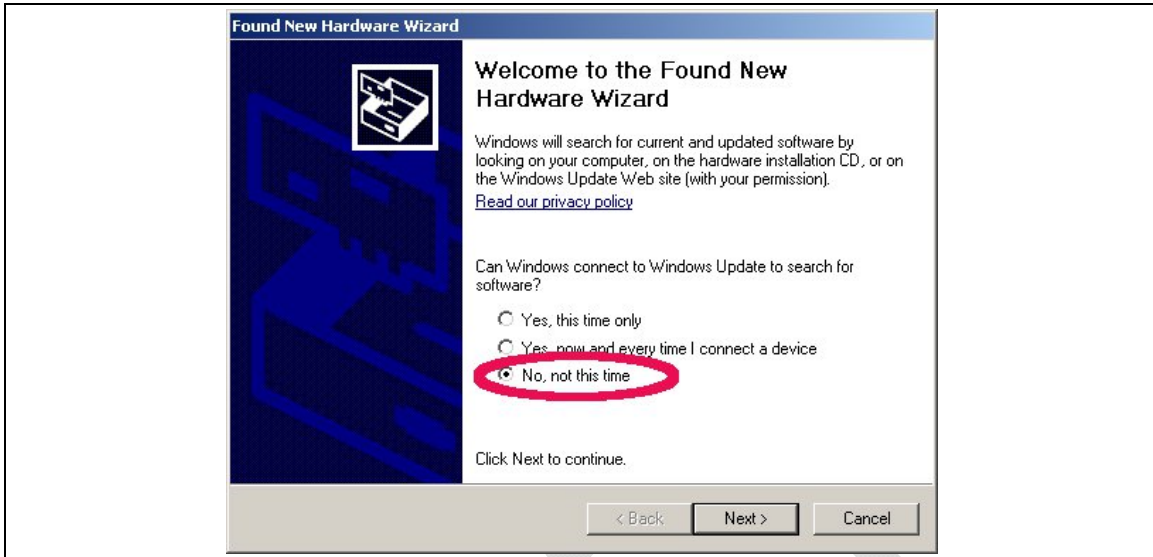 Found New Hardware Wizard
Welcome to the Found New
Hardware Wizard
Windows will search for current and updated software by
looking on your computer, on the hardware installation CD, or on
the Windows Update Web site (with your permission).
Read our privacy policy
Can Windows connect to Windows Update to search for
software?
Yes, this time only
Yes, now and every time I connect a device
No, not this time
Click Next to continue.
< Back Next > Cancel